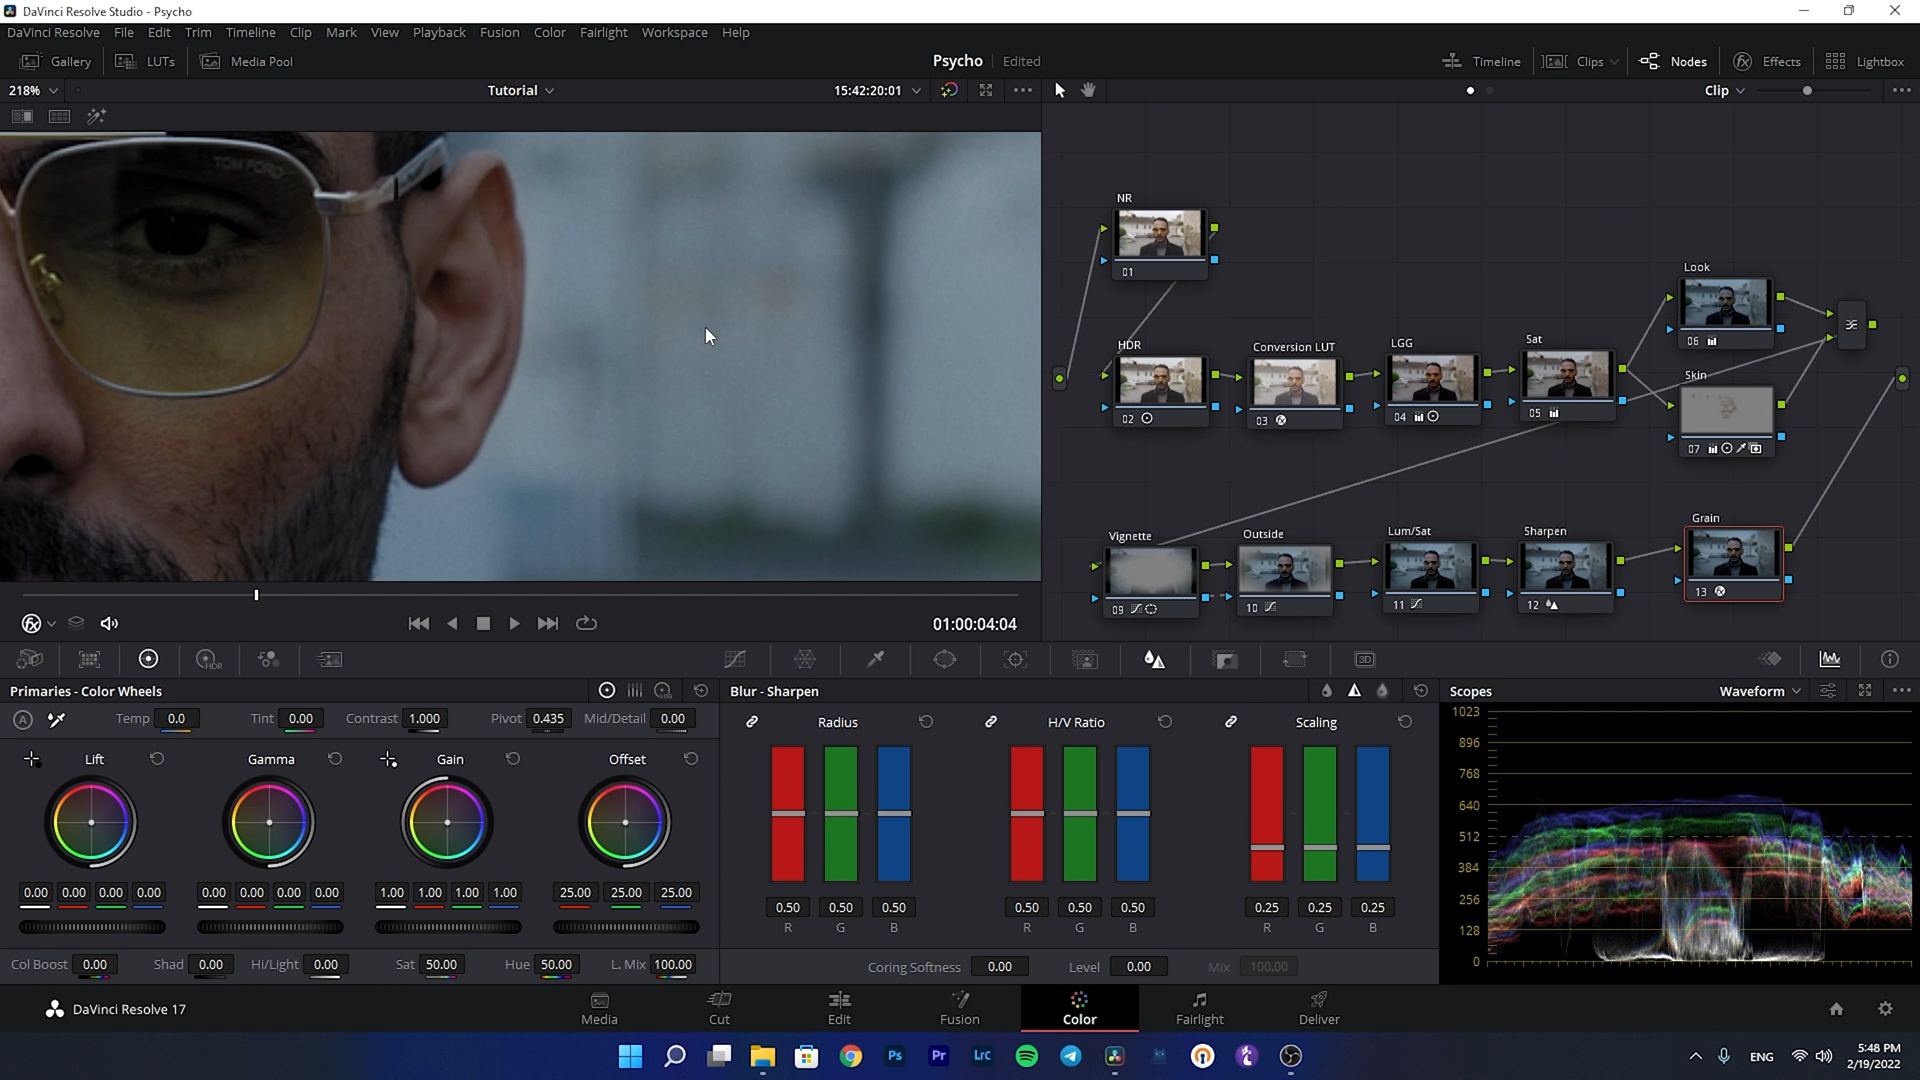 DaVinci Resolve Studio - Psycho
DaVinci Resolve File Edit Trim Timeline Clip Mark View Playback Fusion Color Fairlight Workspace Help
Gallery LUTs Media Pool Psycho Edited Timeline Clips Nodes Effects Lightbox
218% Tutorial 15:42:20:01 Clip
TOM FORD
NR
01
HDR
02
Conversion LUT
03
LGG
04
Sat
05
Look
06
Skin
07
Vignette
09
Outside
10
Lum/Sat
11
Sharpen
12
Grain
13
01:00:04:04
HDR
3D
Primaries - Color Wheels
A Temp 0.0 Tint 0.00 Contrast 1.000 Pivot 0.435 Mid/Detail 0.00
Lift Gamma Gain Offset
0.00 0.00 0.00 0.00 0.00 0.00 0.00 0.00 1.00 1.00 1.00 1.00 25.00 25.00 25.00
Col Boost 0.00 Shad 0.00 Hi/Light 0.00 Sat 50.00 Hue 50.00 L. Mix 100.00
Blur - Sharpen
Radius H/V Ratio Scaling
0.50 0.50 0.50 0.50 0.50 0.50 0.25 0.25 0.25
R G B R G B R G B
Coring Softness 0.00 Level 0.00 Mix 100.00
Scopes Waveform
1023
896
768
640
512
384
256
128
0
DaVinci Resolve 17
Media Cut Edit Fusion Color Fairlight Deliver
Ps Pr Lrc
ENG
5:48 PM
2/19/2022